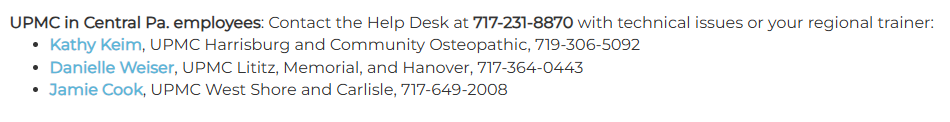 UPMC in Central Pa. employees: Contact the Help Desk at 717-231-8870 with technical issues or your regional trainer:
• Kathy Keim, UPMC Harrisburg and Community Osteopathic, 719-306-5092
• Danielle Weiser, UPMC Lititz, Memorial, and Hanover, 717-364-0443
• Jamie Cook, UPMC West Shore and Carlisle, 717-649-2008